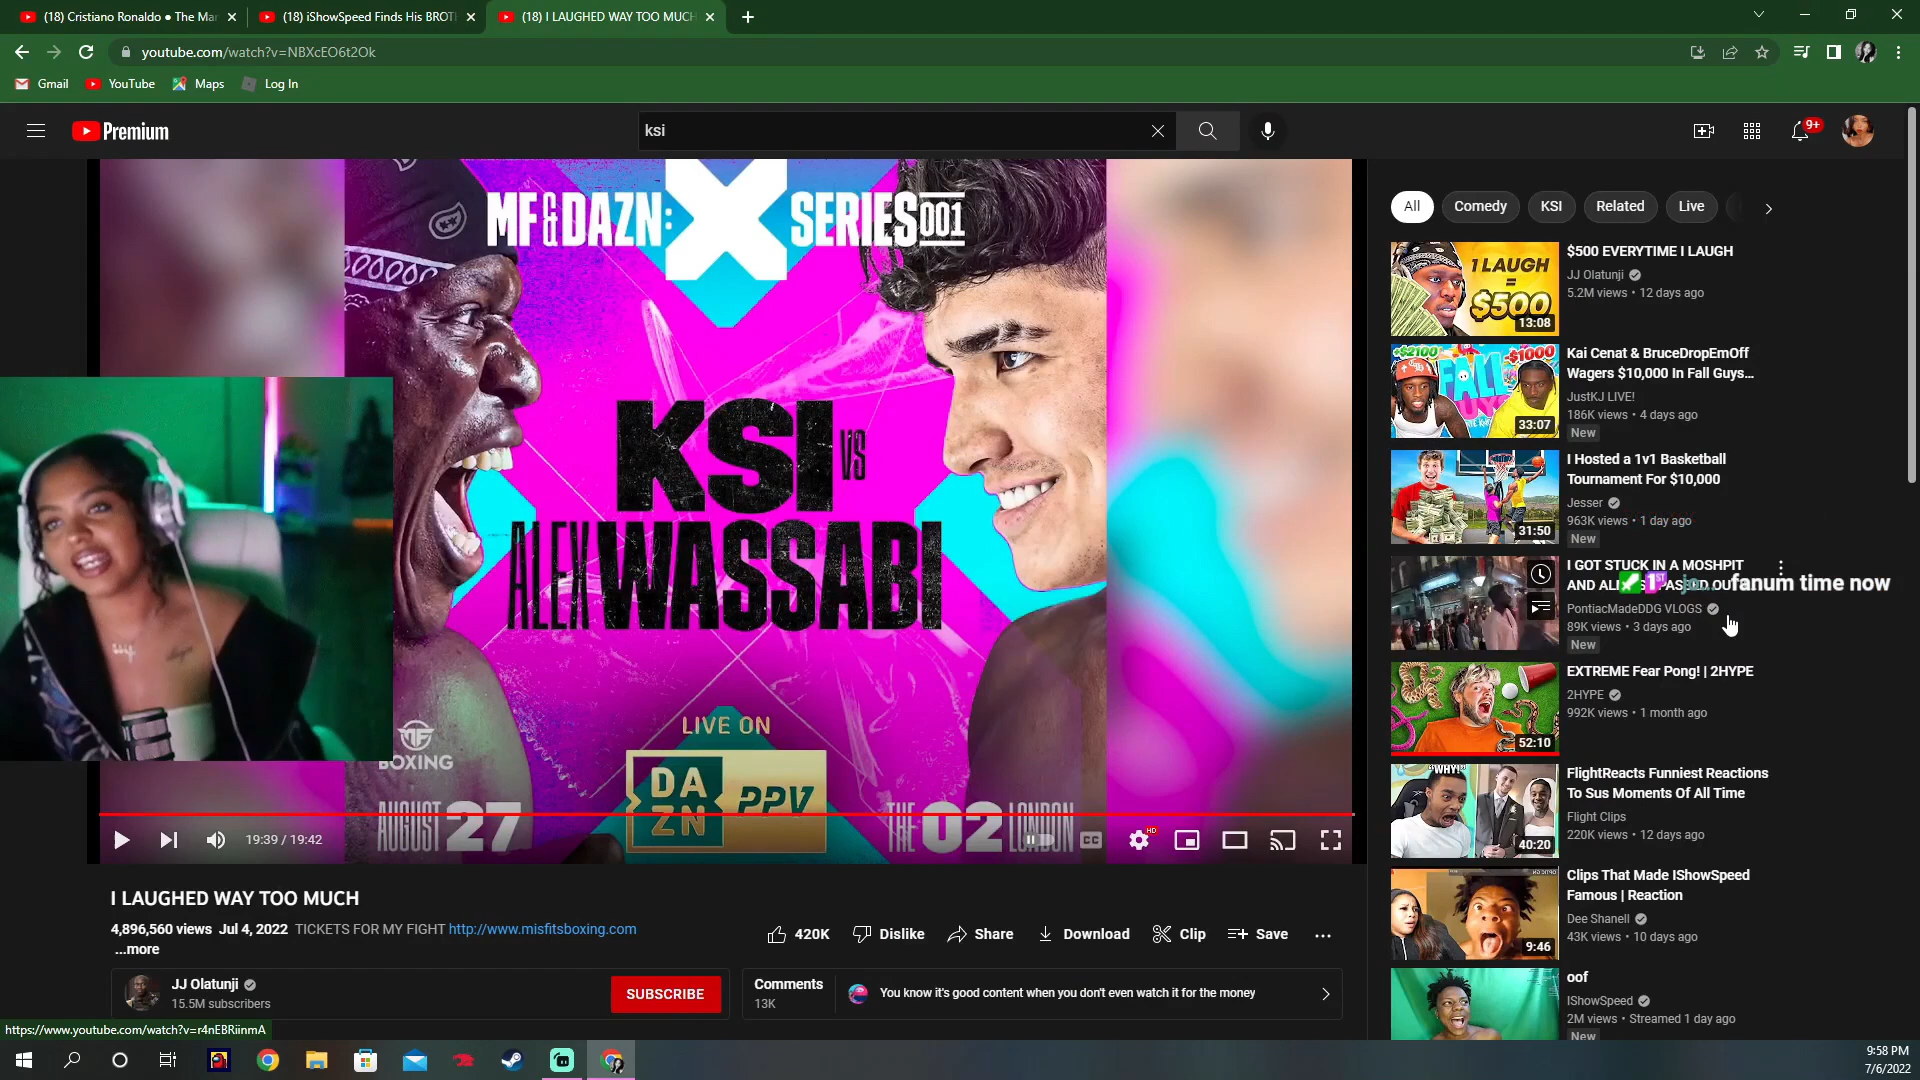 (18) Cristiano Ronaldo ● The Mar
(18) iShowSpeed Finds His BROT
(18) I LAUGHED WAY TOO MUCH
youtube.com/watch?v=NBXcEO6t2Ok
Gmail
YouTube
Maps
Log In
Premium
ksi
9+
MF&DAZN: X SERIES 001
KSI VS
ALEX WASSABI
LIVE ON
DAZN PPV
MF
BOXING
AUGUST 27
THE O2 LONDON
19:39 / 19:42
CC
HD
I LAUGHED WAY TOO MUCH
4,896,560 views Jul 4, 2022 TICKETS FOR MY FIGHT http://www.misfitsboxing.com
...more
420K
Dislike
Share
Download
Clip
Save
JJ Olatunji
15.5M subscribers
SUBSCRIBE
Comments
13K
You know it's good content when you don't even watch it for the money
https://www.youtube.com/watch?v=r4nEBRiinmA
All
Comedy
KSI
Related
Live
1 LAUGH
= $500
13:08
$500 EVERYTIME I LAUGH
JJ Olatunji
5.2M views • 12 days ago
+$2100
-$1000
FALL
33:07
Kai Cenat & BruceDropEmOff
Wagers $10,000 In Fall Guys...
JustKJ LIVE!
186K views • 4 days ago
New
31:50
I Hosted a 1v1 Basketball
Tournament For $10,000
Jesser
963K views • 1 day ago
New
I GOT STUCK IN A MOSHPIT
1ST
fanum time now
PontiacMadeDDG VLOGS
89K views • 3 days ago
New
52:10
EXTREME Fear Pong! | 2HYPE
2HYPE
992K views • 1 month ago
"WHY!"
40:20
FlightReacts Funniest Reactions
To Sus Moments Of All Time
Flight Clips
220K views • 12 days ago
9:46
Clips That Made IShowSpeed
Famous | Reaction
Dee Shanell
43K views • 10 days ago
oof
IShowSpeed
2M views • Streamed 1 day ago
New
9:58 PM
7/6/2022